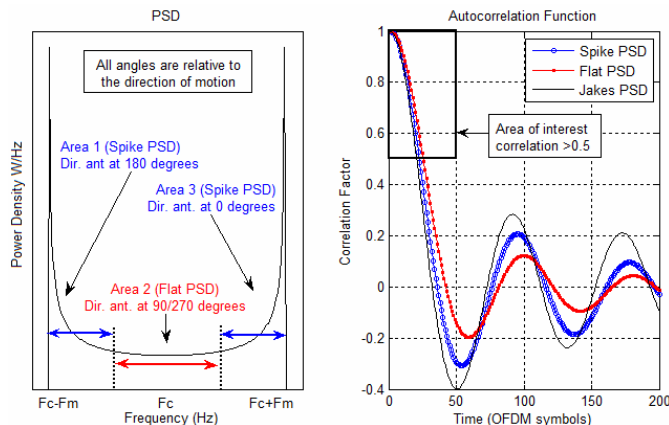 PSD
All angles are relative to
the direction of motion
Area 1 (Spike PSD)
Dir. ant at 180 degrees
Area 3 (Spike PSD)
Dir. ant. at 0 degrees
Area 2 (Flat PSD)
Dir. ant. at 90/270 degrees
Power Density W/Hz
Fc-Fm
Fc
Fc+Fm
Frequency (Hz)
Autocorrelation Function
Spike PSD
Flat PSD
Jakes PSD
Area of interest
correlation >0.5
Correlation Factor
1
0.8
0.6
0.4
0.2
0
-0.2
-0.4
0
50
100
150
200
Time (OFDM symbols)